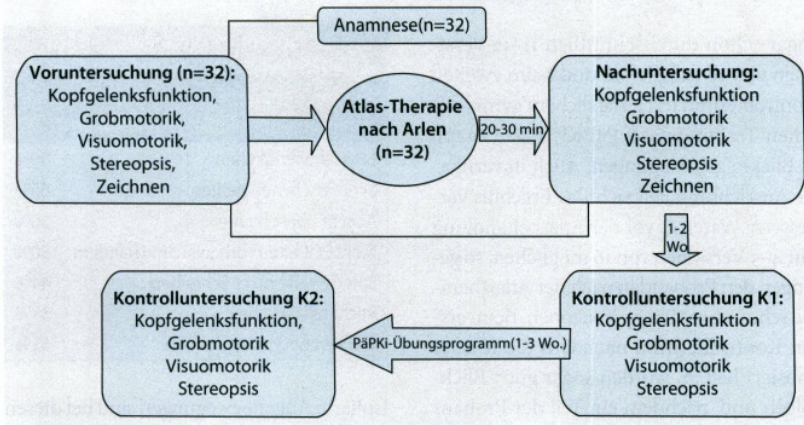 Anamnese(n=32)
Voruntersuchung (n=32):
Kopfgelenksfunktion,
Grobmotorik,
Visuomotorik,
Stereopsis,
Zeichnen
Atlas-Therapie
nach Arlen
(n=32)
20-30 min
Nachuntersuchung:
Kopfgelenksfunktion
Grobmotorik
Visuomotorik
Stereopsis
Zeichnen
1-2
Wo.
Kontrolluntersuchung K1:
Kopfgelenksfunktion
Grobmotorik
Visuomotorik
Stereopsis
PäPKi-Übungsprogramm(1-3 Wo.)
Kontrolluntersuchung K2:
Kopfgelenksfunktion,
Grobmotorik
Visuomotorik
Stereopsis